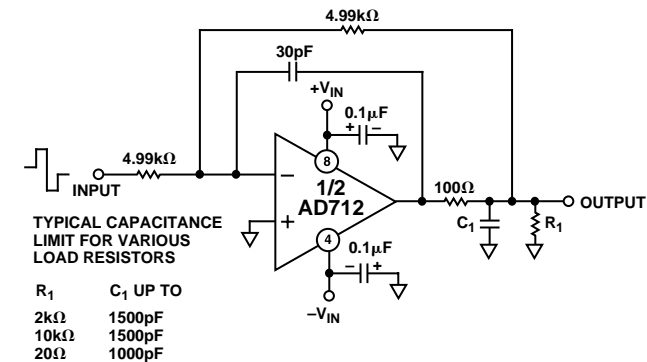 4.99kΩ
30pF
+VIN
0.1µF
+ –
4.99kΩ
8
–
100Ω
INPUT
1/2
AD712
OUTPUT
+
C1
R1
4
0.1µF
– +
–VIN
TYPICAL CAPACITANCE
LIMIT FOR VARIOUS
LOAD RESISTORS
R1 C1 UP TO
2kΩ 1500pF
10kΩ 1500pF
20Ω 1000pF